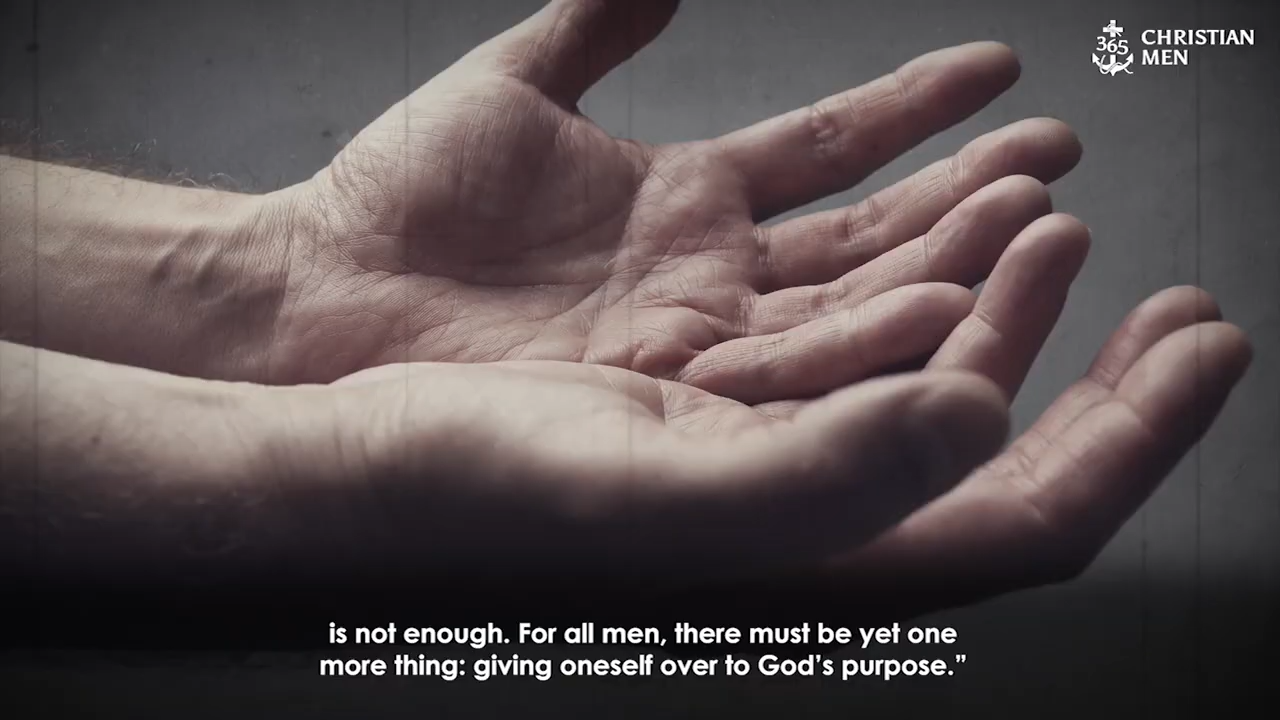 365
CHRISTIAN
MEN
is not enough. For all men, there must be yet one
more thing: giving oneself over to God’s purpose.”